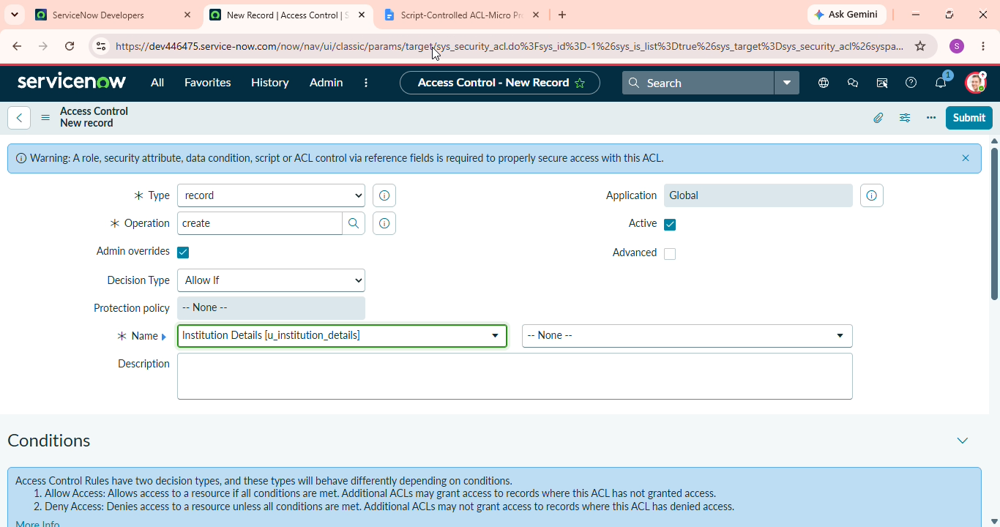 ServiceNow Developers
New Record | Access Control | S
Script-Controlled ACL-Micro Pr
Ask Gemini
https://dev446475.service-now.com/now/nav/ui/classic/params/target/sys_security_acl.do%3Fsys_id%3D-1%26sys_is_list%3Dtrue%26sys_target%3Dsys_security_acl%26syspa...
S
servicenow
All
Favorites
History
Admin
Access Control - New Record
Search
1
Access Control
New record
Submit
Warning: A role, security attribute, data condition, script or ACL control via reference fields is required to properly secure access with this ACL.
Type
record
Application
Global
Operation
create
Active
Admin overrides
Advanced
Decision Type
Allow If
Protection policy
-- None --
Name
Institution Details [u_institution_details]
-- None --
Description
Conditions
Access Control Rules have two decision types, and these types will behave differently depending on conditions.
1. Allow Access: Allows access to a resource if all conditions are met. Additional ACLs may grant access to records where this ACL has not granted access.
2. Deny Access: Denies access to a resource unless all conditions are met. Additional ACLs may not grant access to records where this ACL has denied access.
More Info